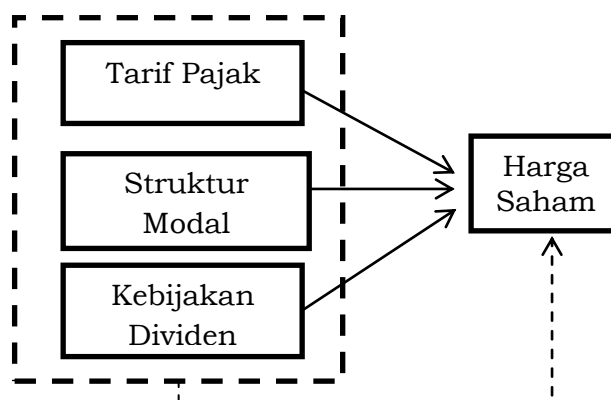 Tarif Pajak
Struktur
Modal
Kebijakan
Dividen
Harga
Saham